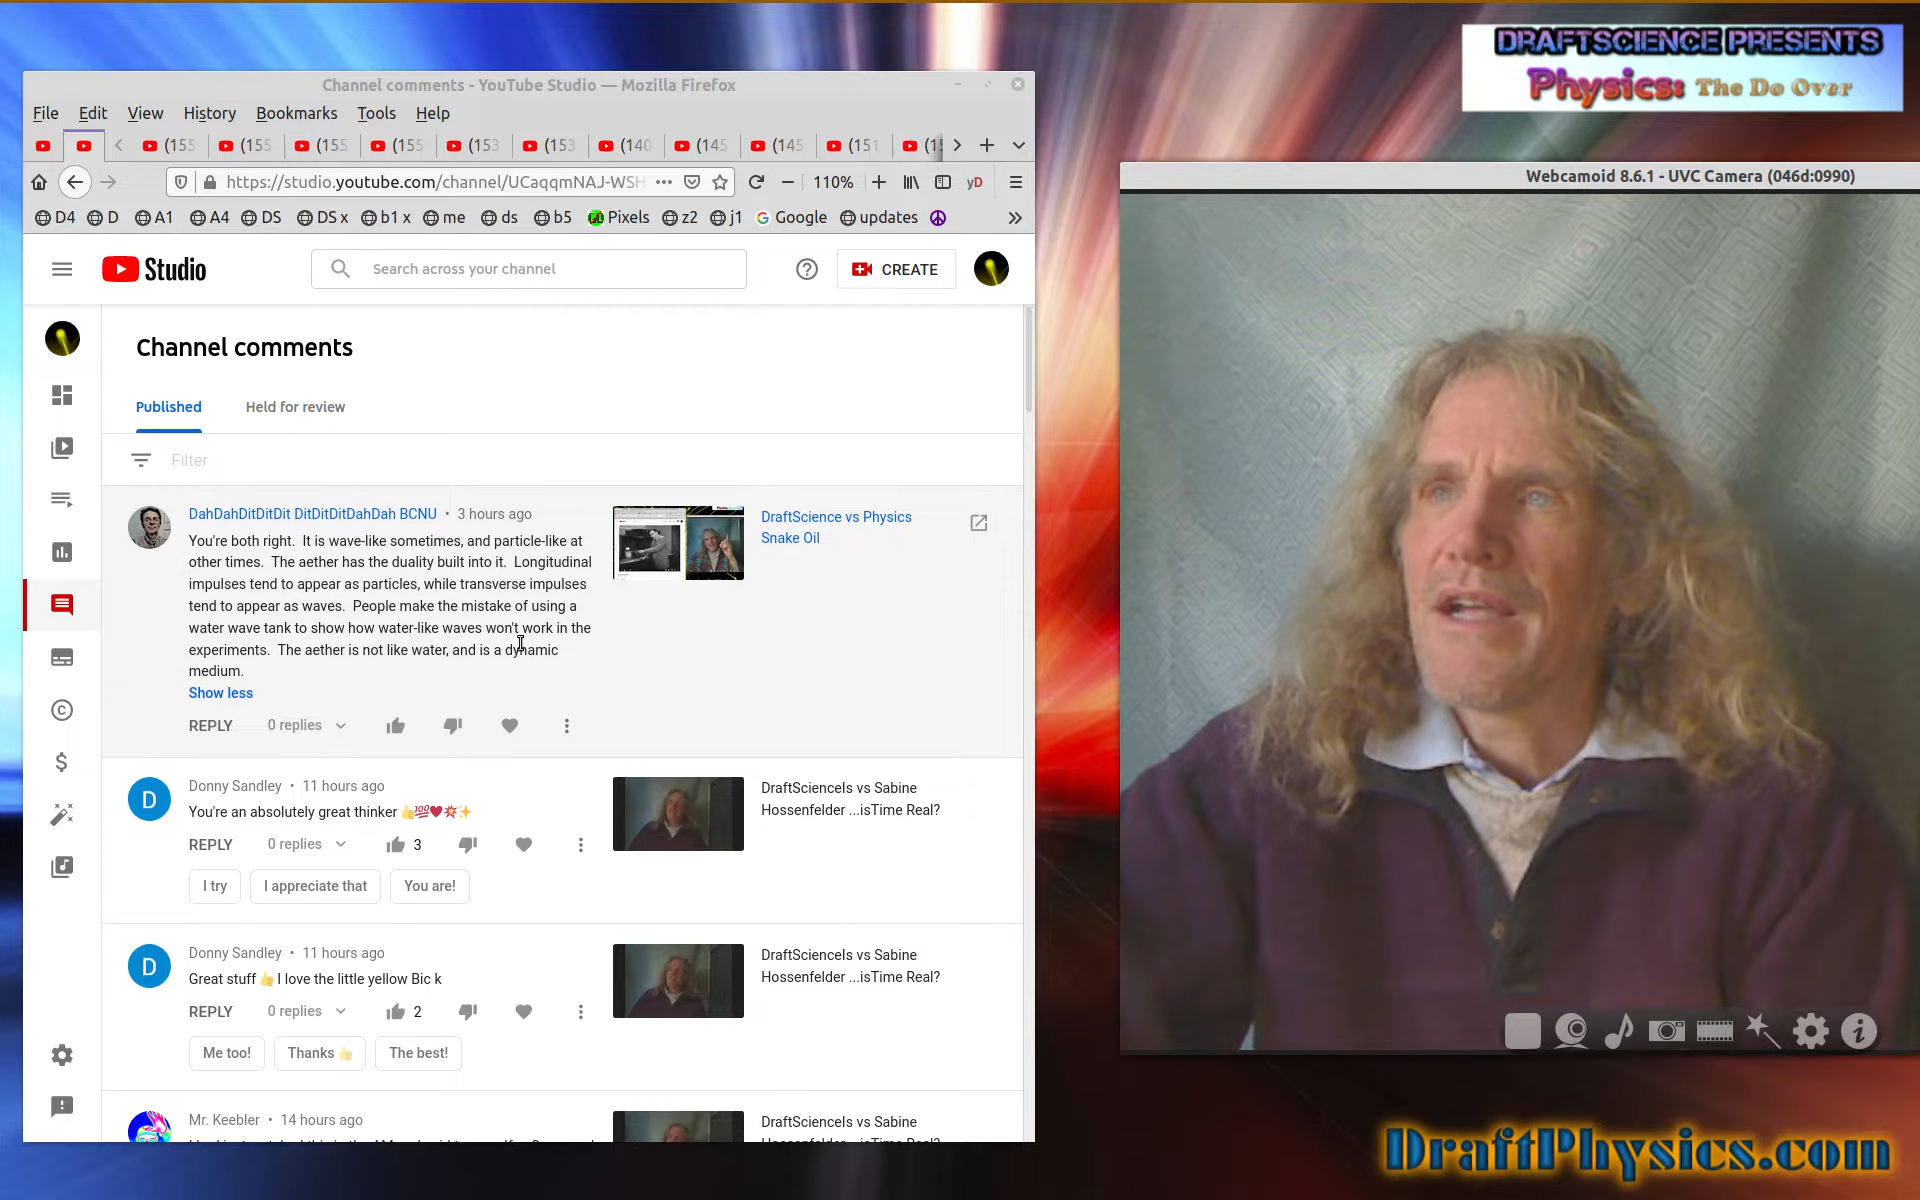 DRAFTSCIENCE PRESENTS
Physics: The Do Over
Channel comments - YouTube Studio — Mozilla Firefox
File Edit View History Bookmarks Tools Help
(155 (155 (155 (155 (153 (153 (140 (145 (145 (151
https://studio.youtube.com/channel/UCaqqmNAJ-WSH ••• 110% yD
D4 D A1 A4 DS DS x b1 x me ds b5 Pixels z2 j1 Google updates
Studio
Search across your channel
CREATE
Channel comments
Published Held for review
Filter
DahDahDitDitDit DitDitDitDahDah BCNU • 3 hours ago
You're both right. It is wave-like sometimes, and particle-like at
other times. The aether has the duality built into it. Longitudinal
impulses tend to appear as particles, while transverse impulses
tend to appear as waves. People make the mistake of using a
water wave tank to show how water-like waves won't work in the
experiments. The aether is not like water, and is a dynamic
medium.
Show less
REPLY 0 replies
DraftScience vs Physics
Snake Oil
Donny Sandley • 11 hours ago
You're an absolutely great thinker 👍💯❤️💥✨
REPLY 0 replies 3
I try I appreciate that You are!
DraftScienceIs vs Sabine
Hossenfelder ...isTime Real?
Donny Sandley • 11 hours ago
Great stuff 👍 I love the little yellow Bic k
REPLY 0 replies 2
Me too! Thanks 👍 The best!
DraftScienceIs vs Sabine
Hossenfelder ...isTime Real?
Mr. Keebler • 14 hours ago
DraftScienceIs vs Sabine
Webcamoid 8.6.1 - UVC Camera (046d:0990)
DraftPhysics.com